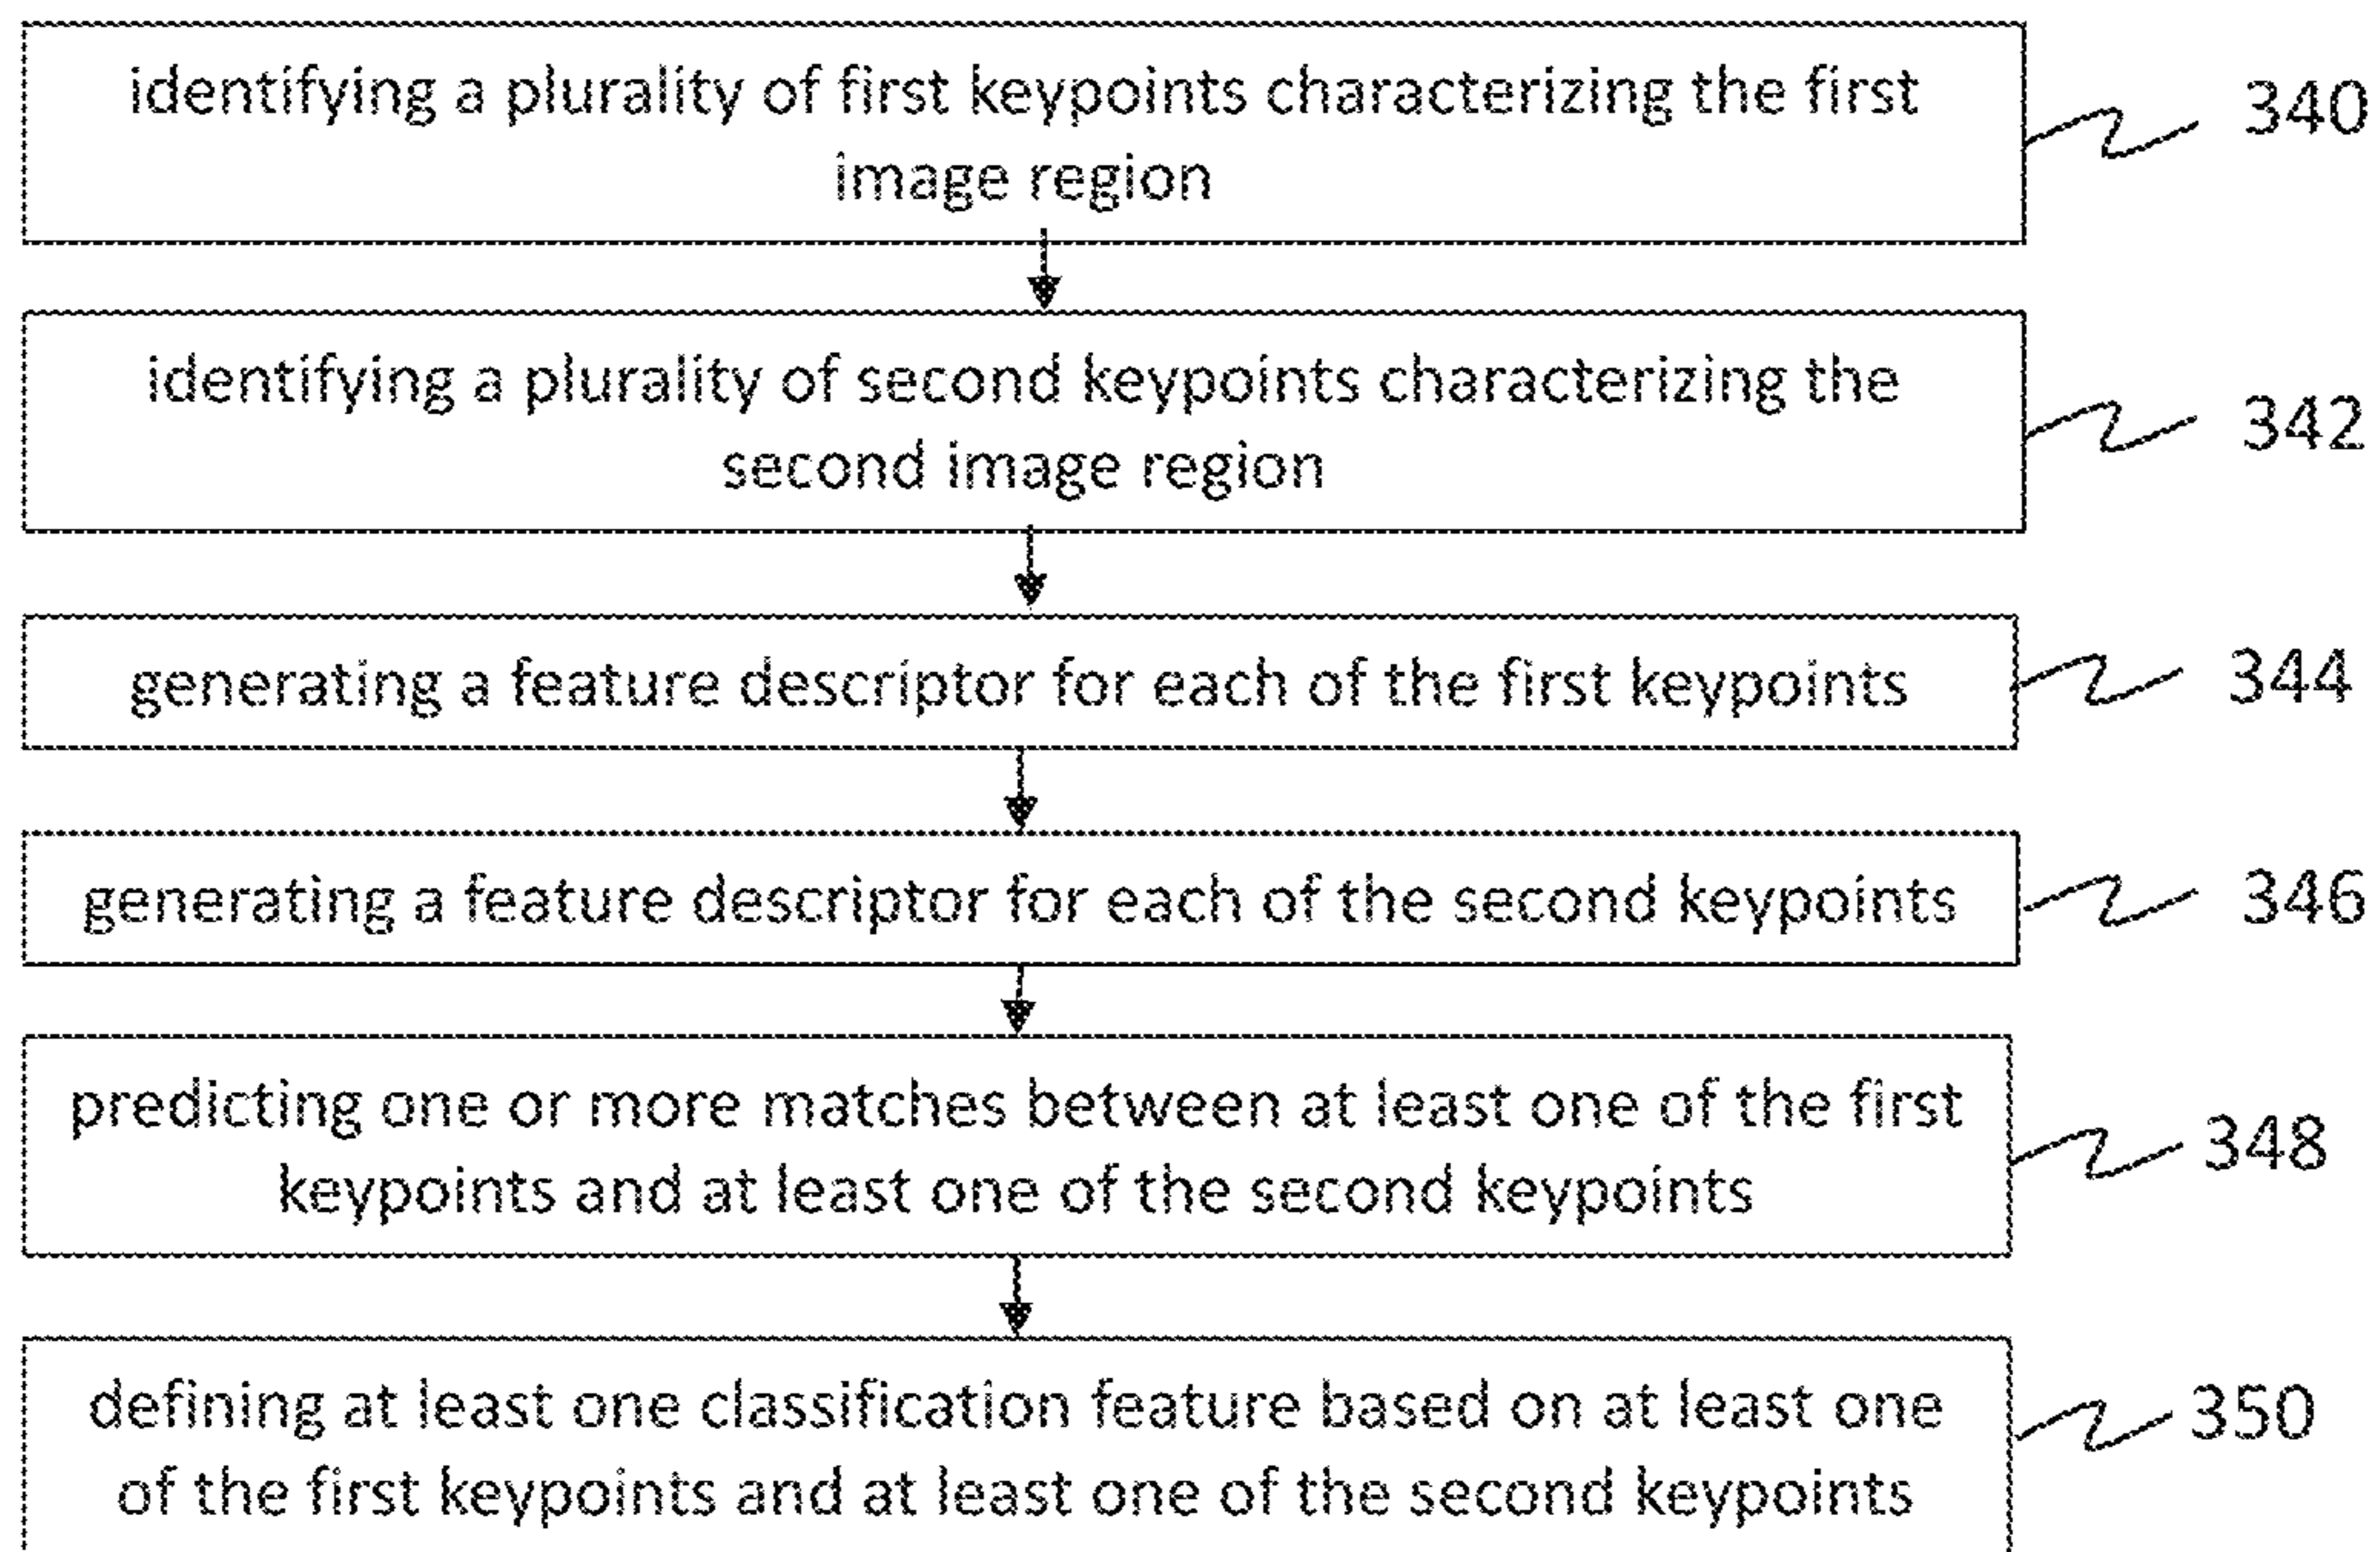 identifying a plurality of first keypoints characterizing the first
image region
340
identifying a plurality of second keypoints characterizing the
second image region
342
generating a feature descriptor for each of the first keypoints
344
generating a feature descriptor for each of the second keypoints
346
predicting one or more matches between at least one of the first
keypoints and at least one of the second keypoints
348
defining at least one classification feature based on at least one
of the first keypoints and at least one of the second keypoints
350